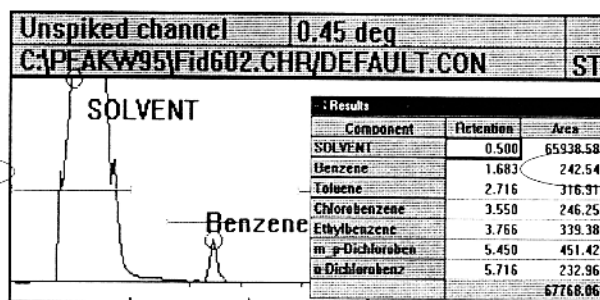 Unspiked channel 0.45 deg
C:\PEAKW95\Fid602.CHR/DEFAULT.CON ST
SOLVENT
Benzene
: Results
Component Retention Area
SOLVENT 0.500 65938.58
Benzene 1.683 242.54
Toluene 2.716 316.91
Chlorobenzene 3.550 246.25
Ethylbenzene 3.766 339.38
m_p-Dichloroben 5.450 451.42
o-Dichlorobenz 5.716 232.96
67768.06